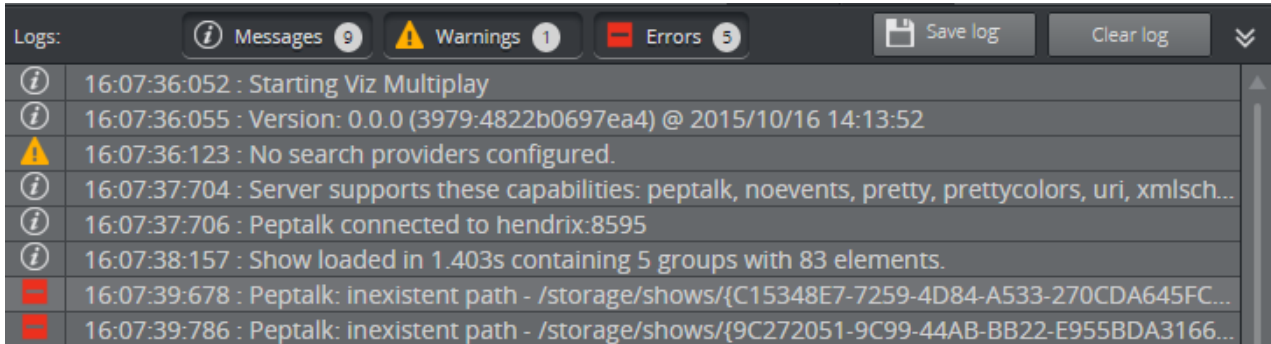 Logs: Messages 9 Warnings 1 Errors 5 Save log Clear log
16:07:36:052 : Starting Viz Multiplay
16:07:36:055 : Version: 0.0.0 (3979:4822b0697ea4) @ 2015/10/16 14:13:52
16:07:36:123 : No search providers configured.
16:07:37:704 : Server supports these capabilities: peptalk, noevents, pretty, prettycolors, uri, xmlsch...
16:07:37:706 : Peptalk connected to hendrix:8595
16:07:38:157 : Show loaded in 1.403s containing 5 groups with 83 elements.
16:07:39:678 : Peptalk: inexistent path - /storage/shows/{C15348E7-7259-4D84-A533-270CDA645FC...
16:07:39:786 : Peptalk: inexistent path - /storage/shows/{9C272051-9C99-44AB-BB22-E955BDA3166...